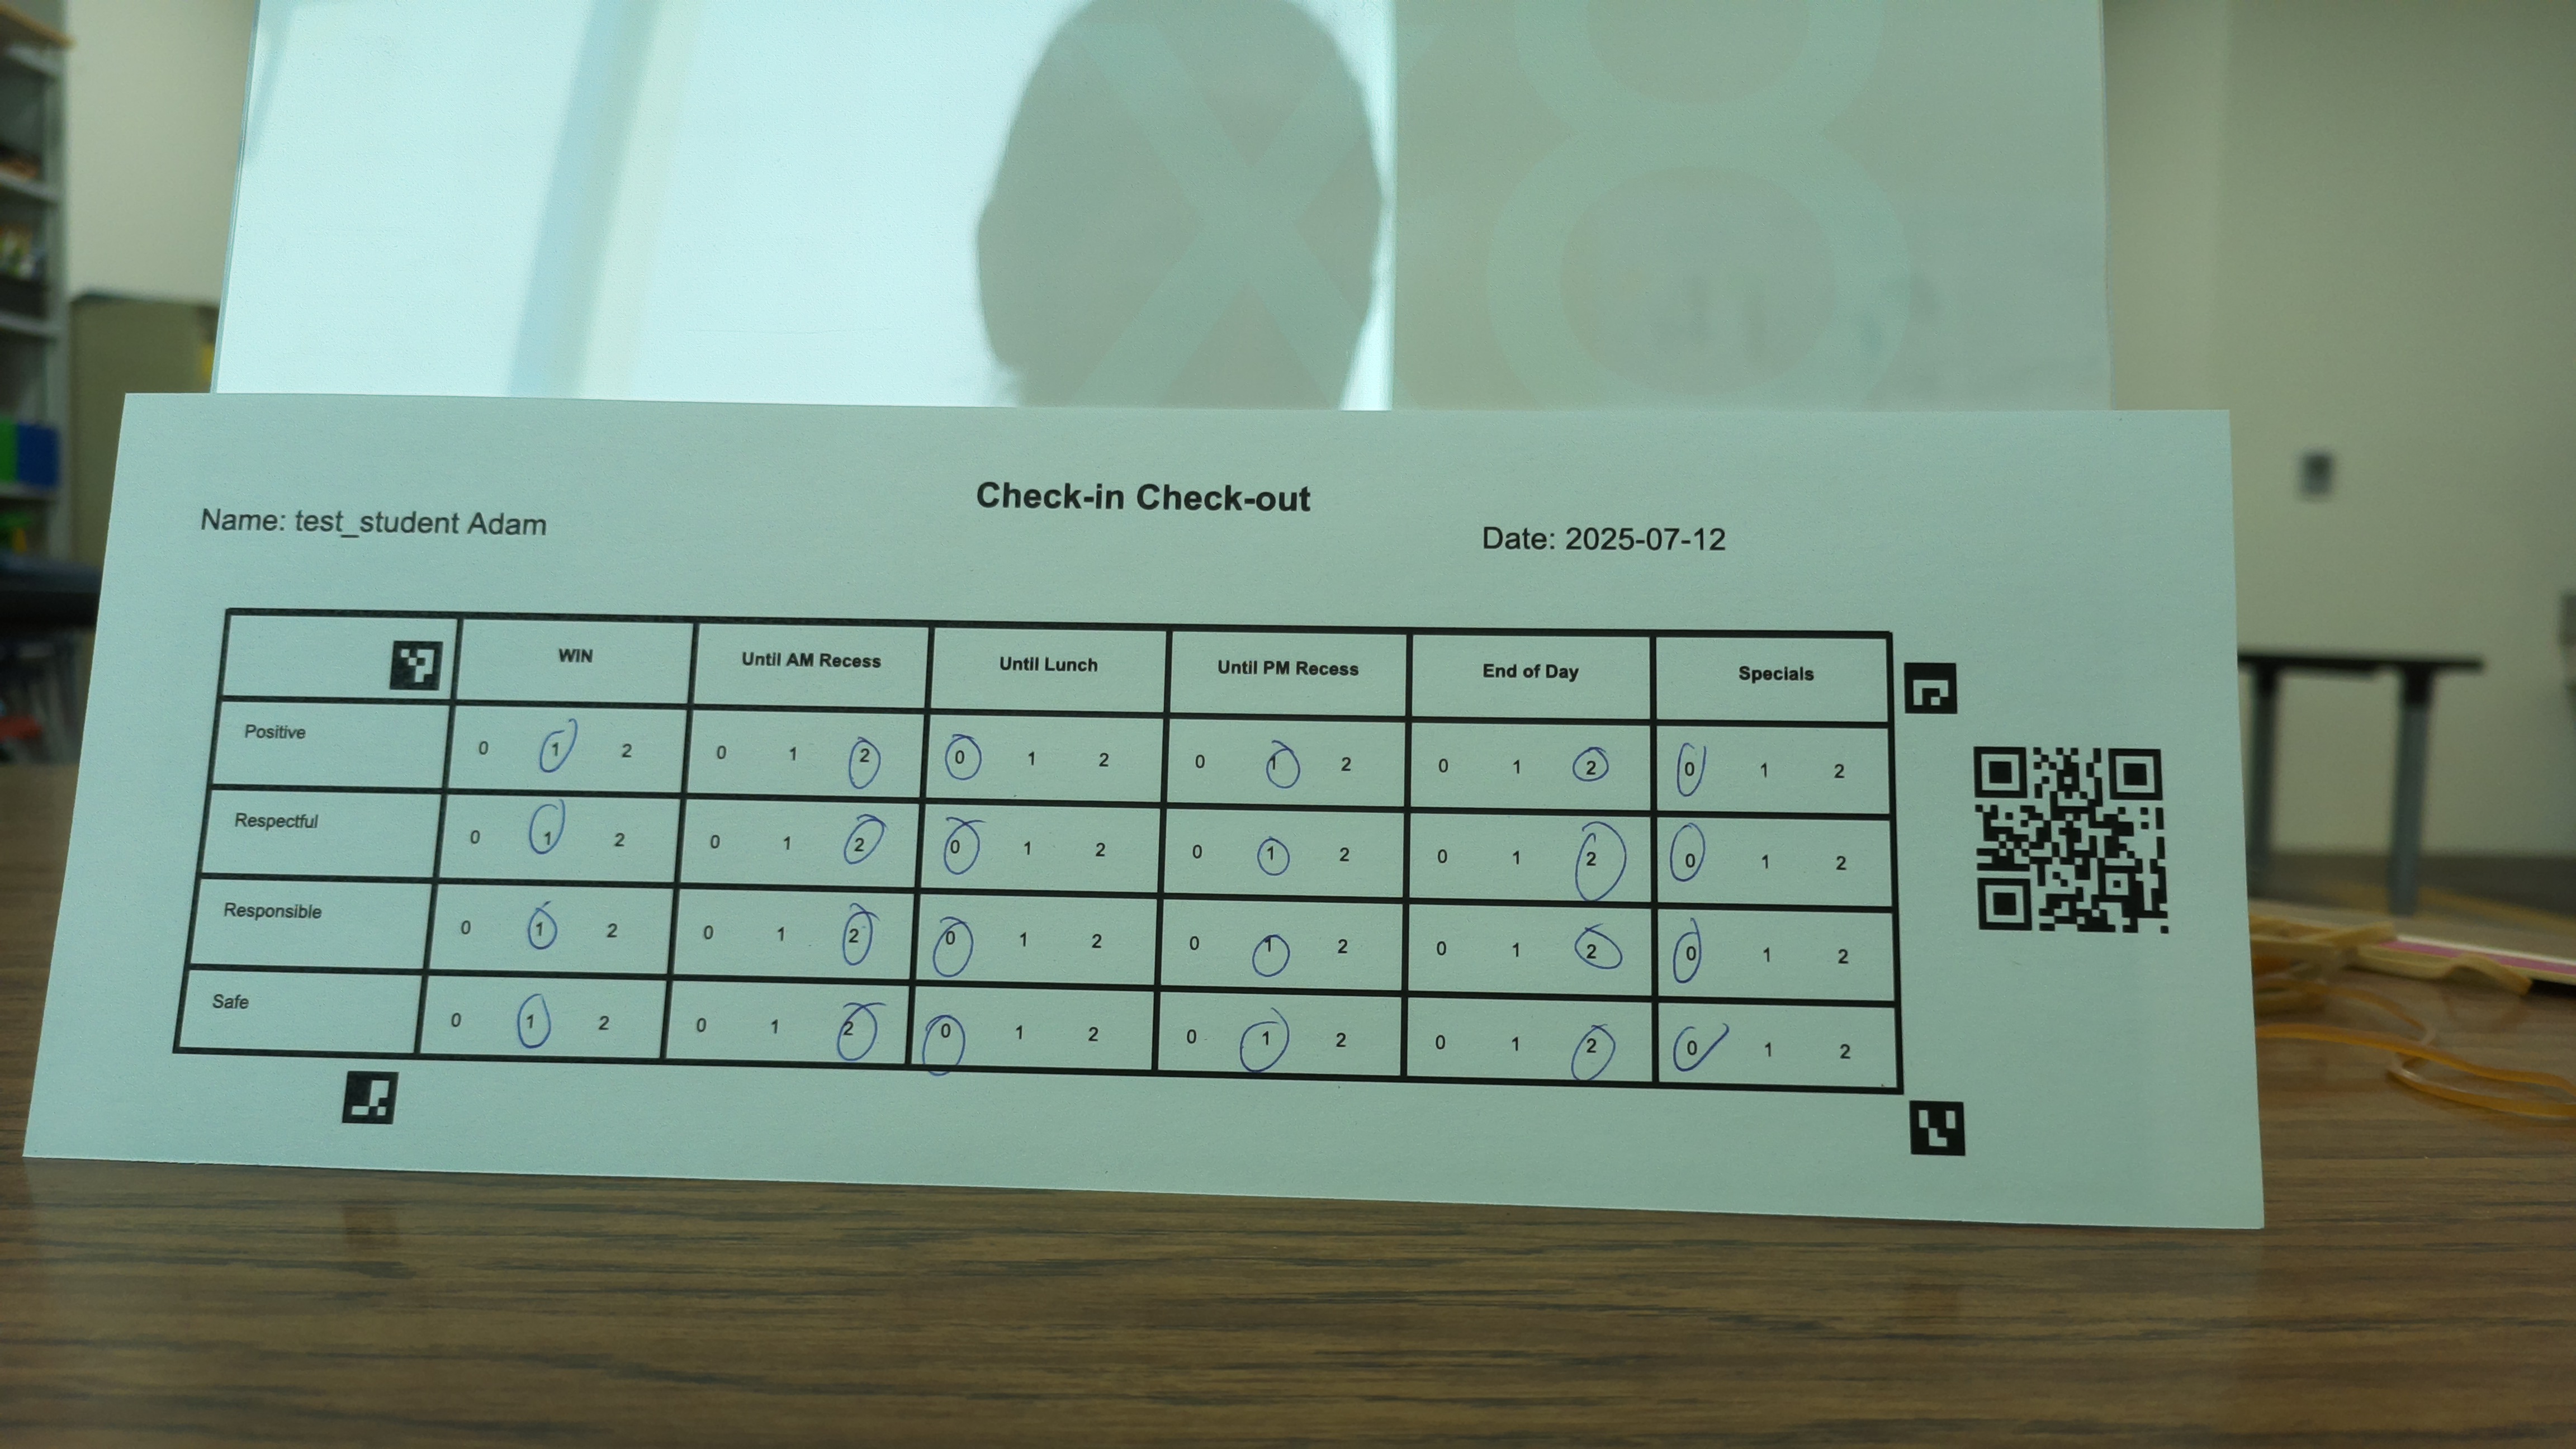 Check-in Check-out
Name: test_student Adam
Date: 2025-07-12
WIN Until AM Recess Until Lunch Until PM Recess End of Day Specials
Positive 0 1 2 0 1 2 0 1 2 0 1 2 0 1 2 0 1 2
Respectful 0 1 2 0 1 2 0 1 2 0 1 2 0 1 2 0 1 2
Responsible 0 1 2 0 1 2 0 1 2 0 1 2 0 1 2 0 1 2
Safe 0 1 2 0 1 2 0 1 2 0 1 2 0 1 2 0 1 2